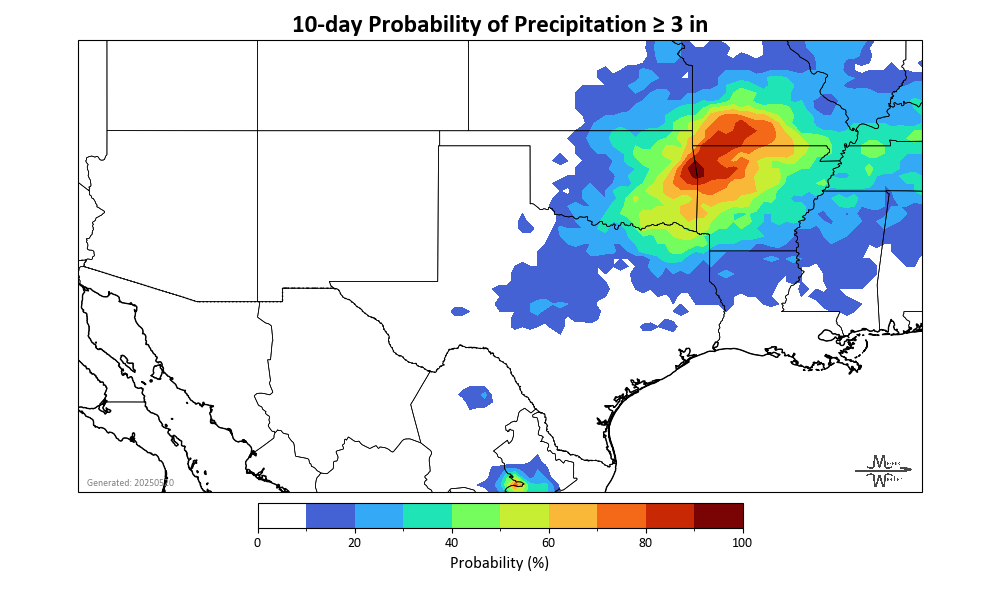 10-day Probability of Precipitation ≥ 3 in
Generated: 20250520
0 20 40 60 80 100
Probability (%)